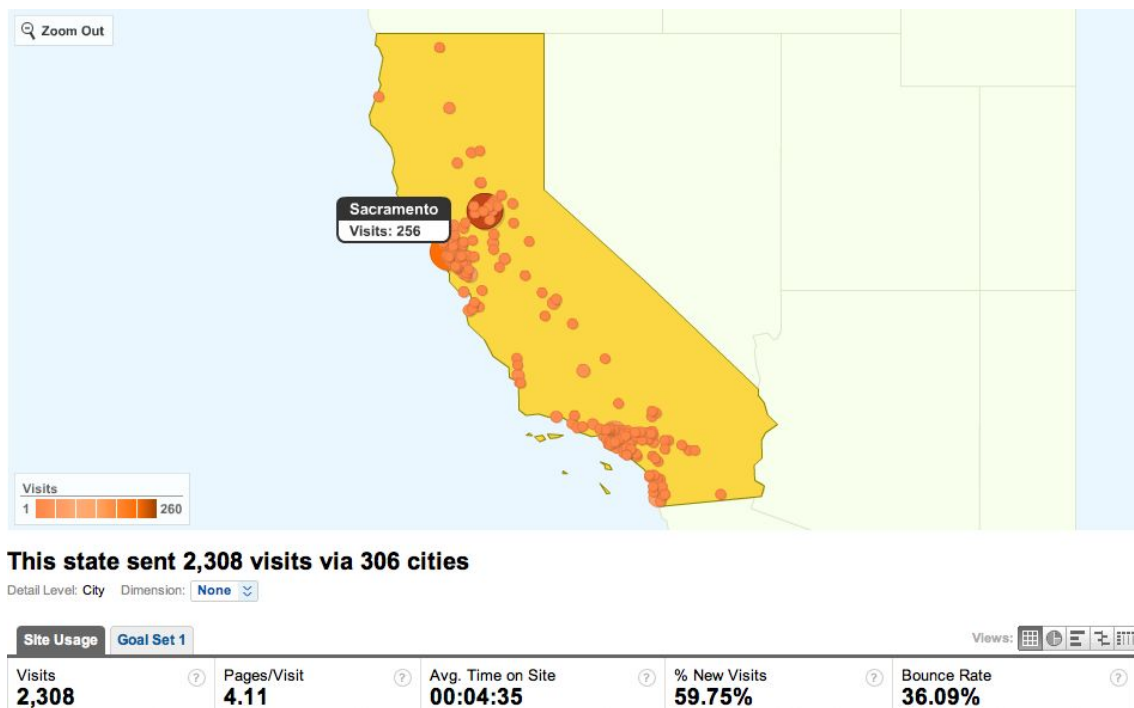 Zoom Out
Sacramento
Visits: 256
Visits
1 260
This state sent 2,308 visits via 306 cities
Detail Level: City Dimension: None
Site Usage Goal Set 1 Views:
Visits ? Pages/Visit ? Avg. Time on Site ? % New Visits ? Bounce Rate ?
2,308 4.11 00:04:35 59.75% 36.09%